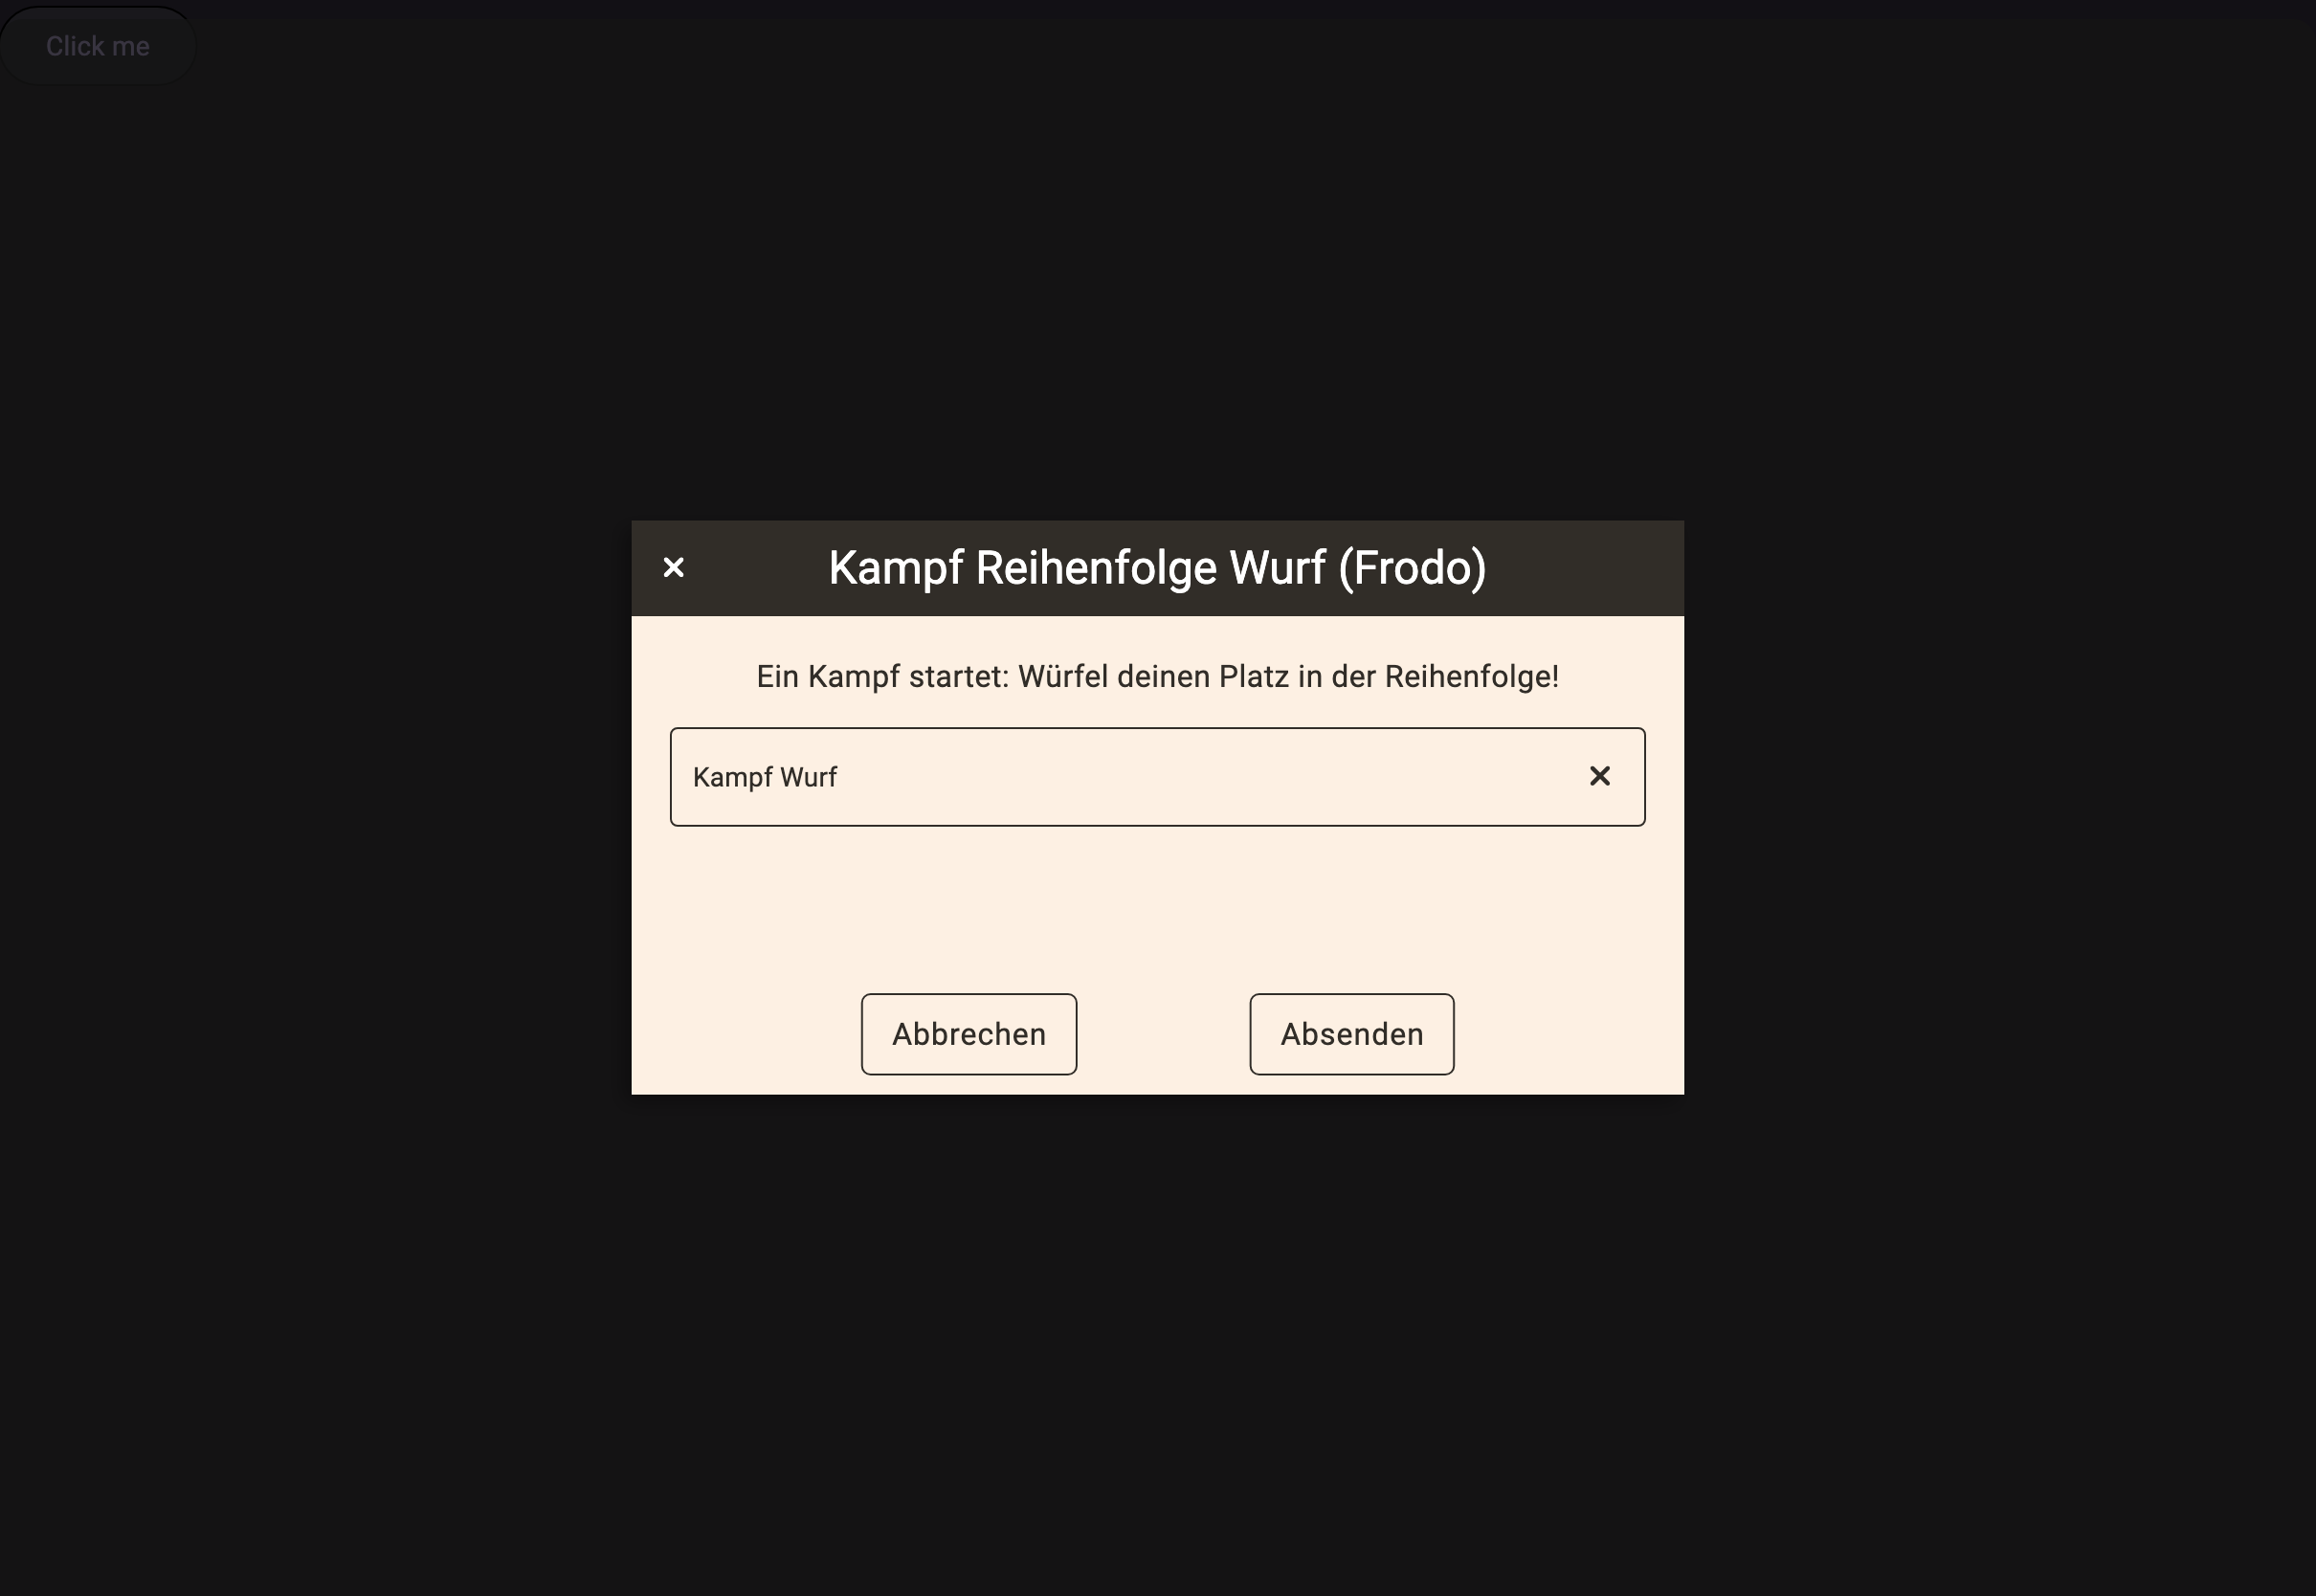 Click me
Kampf Reihenfolge Wurf (Frodo)
Ein Kampf startet: Würfel deinen Platz in der Reihenfolge!
Kampf Wurf
Abbrechen
Absenden